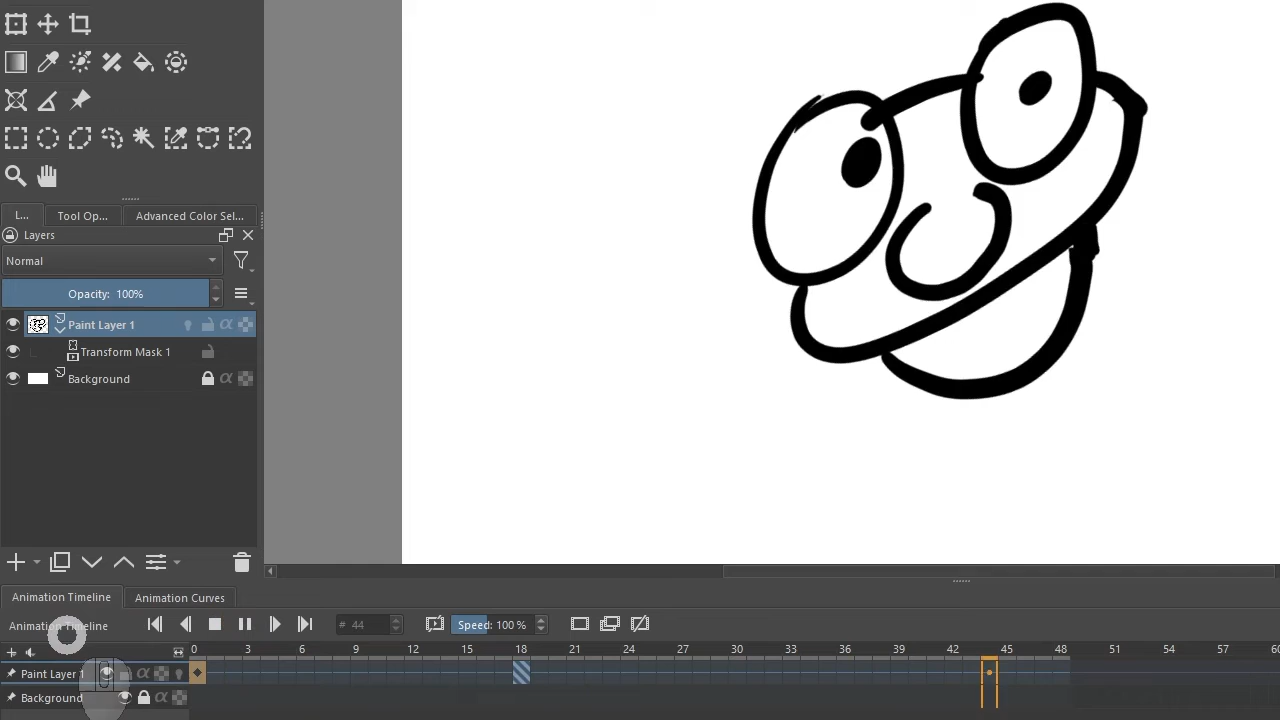 L... Tool Op... Advanced Color Sel...
Layers
Normal
Opacity: 100%
Paint Layer 1
Transform Mask 1
Background
Animation Timeline Animation Curves
Animation Timeline # 44 Speed: 100 %
0 3 6 9 12 15 18 21 24 27 30 33 36 39 42 45 48 51 54 57 60
Paint Layer 1
Background